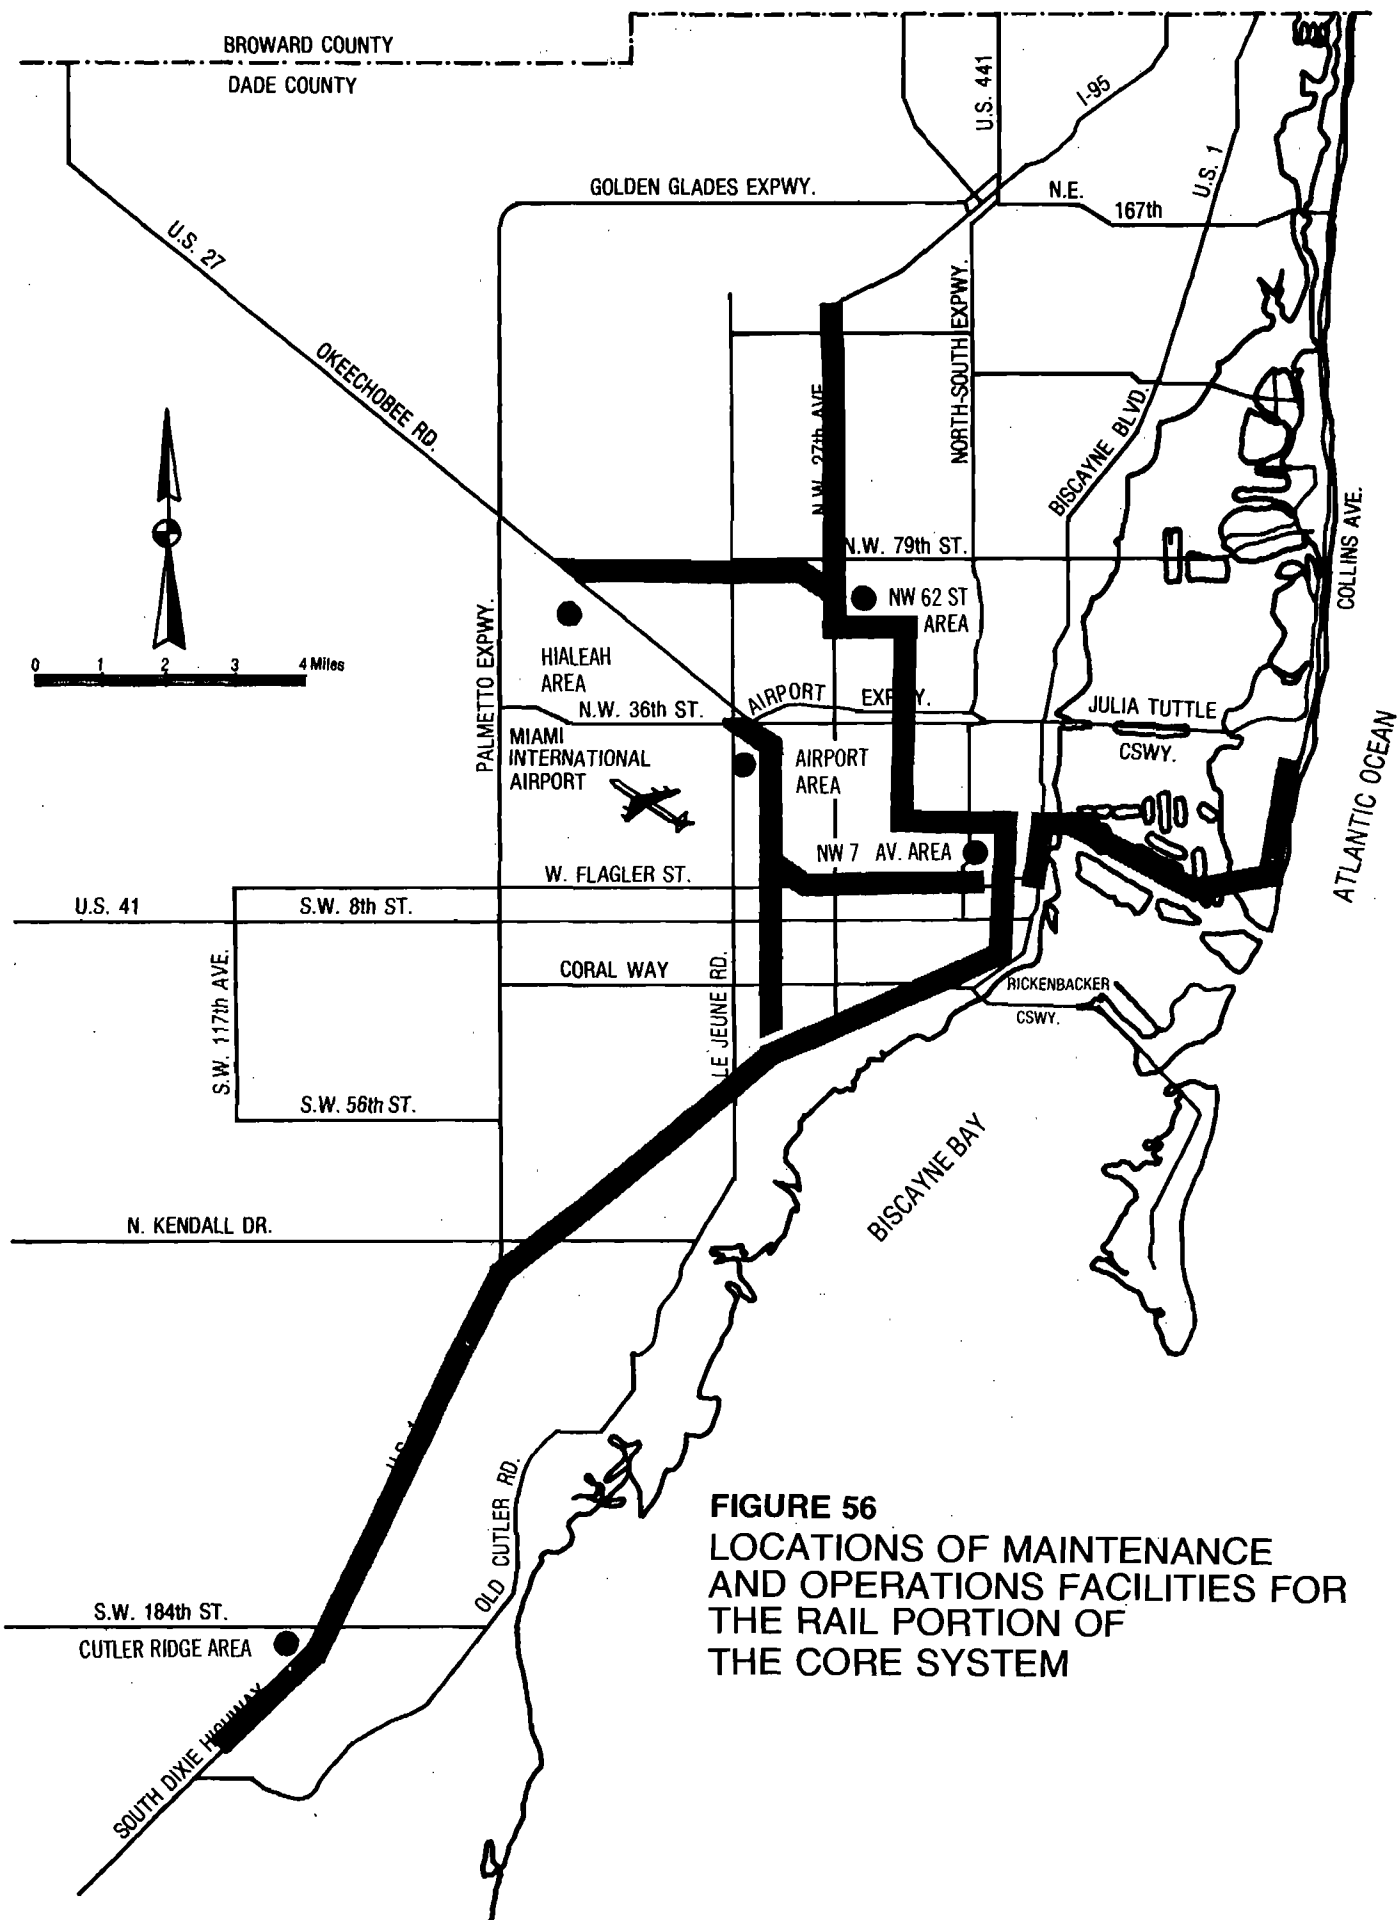 BROWARD COUNTY
DADE COUNTY
U.S. 441
I-95
U.S. 1
GOLDEN GLADES EXPWY.
N.E.
167th
U.S. 27
OKEECHOBEE RD.
N.W. 27th AVE
NORTH-SOUTH EXPWY.
BISCAYNE BLVD.
COLLINS AVE.
N.W. 79th ST.
NW 62 ST
AREA
PALMETTO EXPWY.
0 1 2 3 4 Miles
HIALEAH
AREA
N.W. 36th ST.
AIRPORT EXPWY.
JULIA TUTTLE
CSWY.
MIAMI
INTERNATIONAL
AIRPORT
AIRPORT
AREA
ATLANTIC OCEAN
NW 7 AV. AREA
W. FLAGLER ST.
U.S. 41
S.W. 8th ST.
S.W. 117th AVE.
CORAL WAY
LE JEUNE RD.
RICKENBACKER
CSWY.
S.W. 56th ST.
BISCAYNE BAY
N. KENDALL DR.
U.S. 1
OLD CUTLER RD.
S.W. 184th ST.
CUTLER RIDGE AREA
SOUTH DIXIE HIGHWAY
FIGURE 56
LOCATIONS OF MAINTENANCE
AND OPERATIONS FACILITIES FOR
THE RAIL PORTION OF
THE CORE SYSTEM